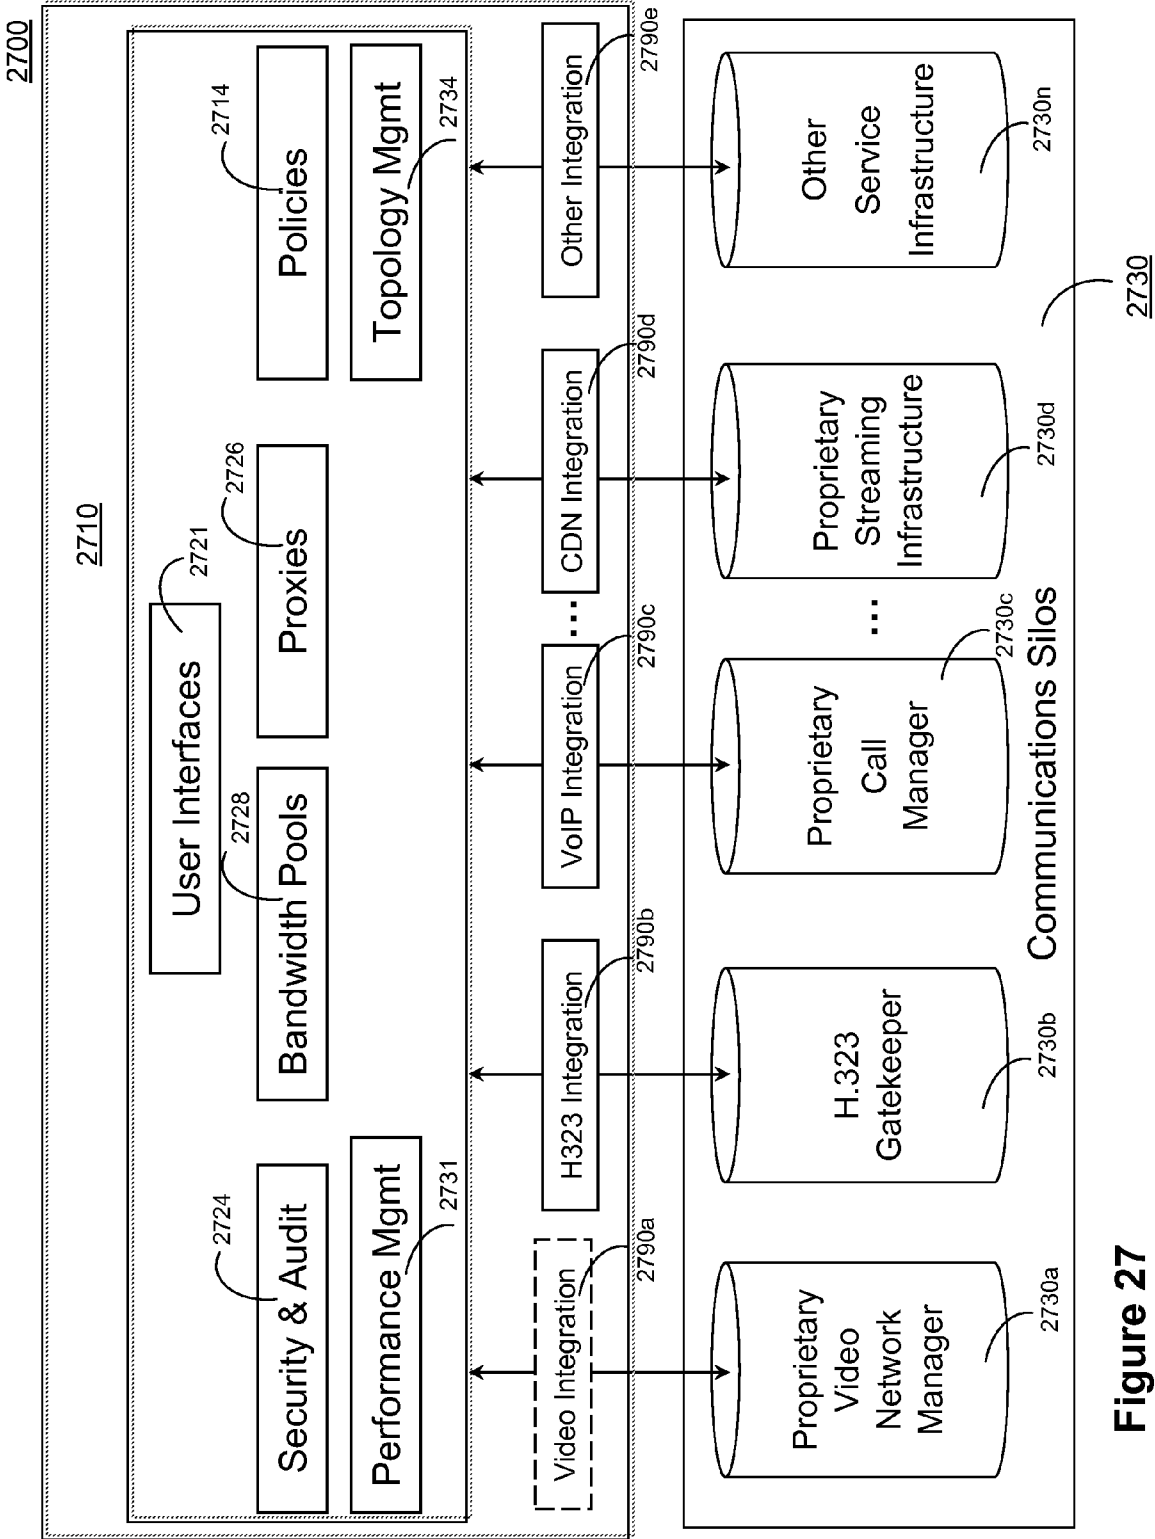 2700
2710
User Interfaces
2721
Security & Audit
2724
Bandwidth Pools
2728
Proxies
2726
Policies
2714
Performance Mgmt
2731
Topology Mgmt
2734
Video Integration
2790a
H323 Integration
2790b
VoIP Integration
2790c
...
CDN Integration
2790d
Other Integration
2790e
Proprietary
Video
Network
Manager
2730a
H.323
Gatekeeper
2730b
Proprietary
Call
Manager
2730c
...
Proprietary
Streaming
Infrastructure
2730d
Other
Service
Infrastructure
2730n
Communications Silos
2730
Figure 27